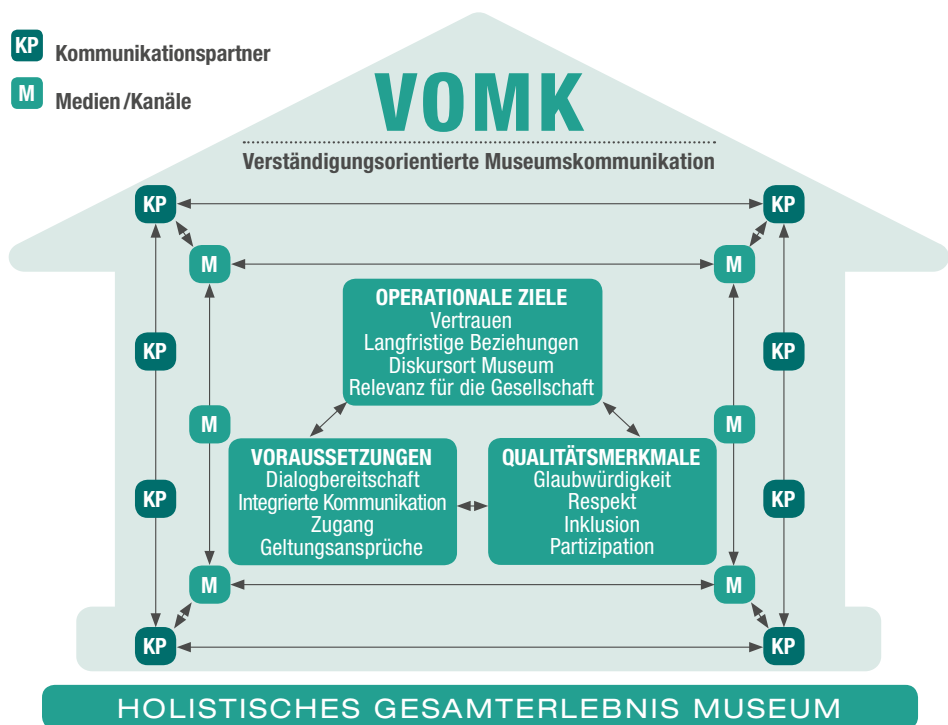 KP Kommunikationspartner
M Medien/Kanäle
VOMK
Verständigungsorientierte Museumskommunikation
KP KP
M M
OPERATIONALE ZIELE
Vertrauen
Langfristige Beziehungen
Diskursort Museum
Relevanz für die Gesellschaft
KP KP
M M
VORAUSSETZUNGEN
Dialogbereitschaft
Integrierte Kommunikation
Zugang
Geltungsansprüche
QUALITÄTSMERKMALE
Glaubwürdigkeit
Respekt
Inklusion
Partizipation
KP KP
M M
KP KP
HOLISTISCHES GESAMTERLEBNIS MUSEUM